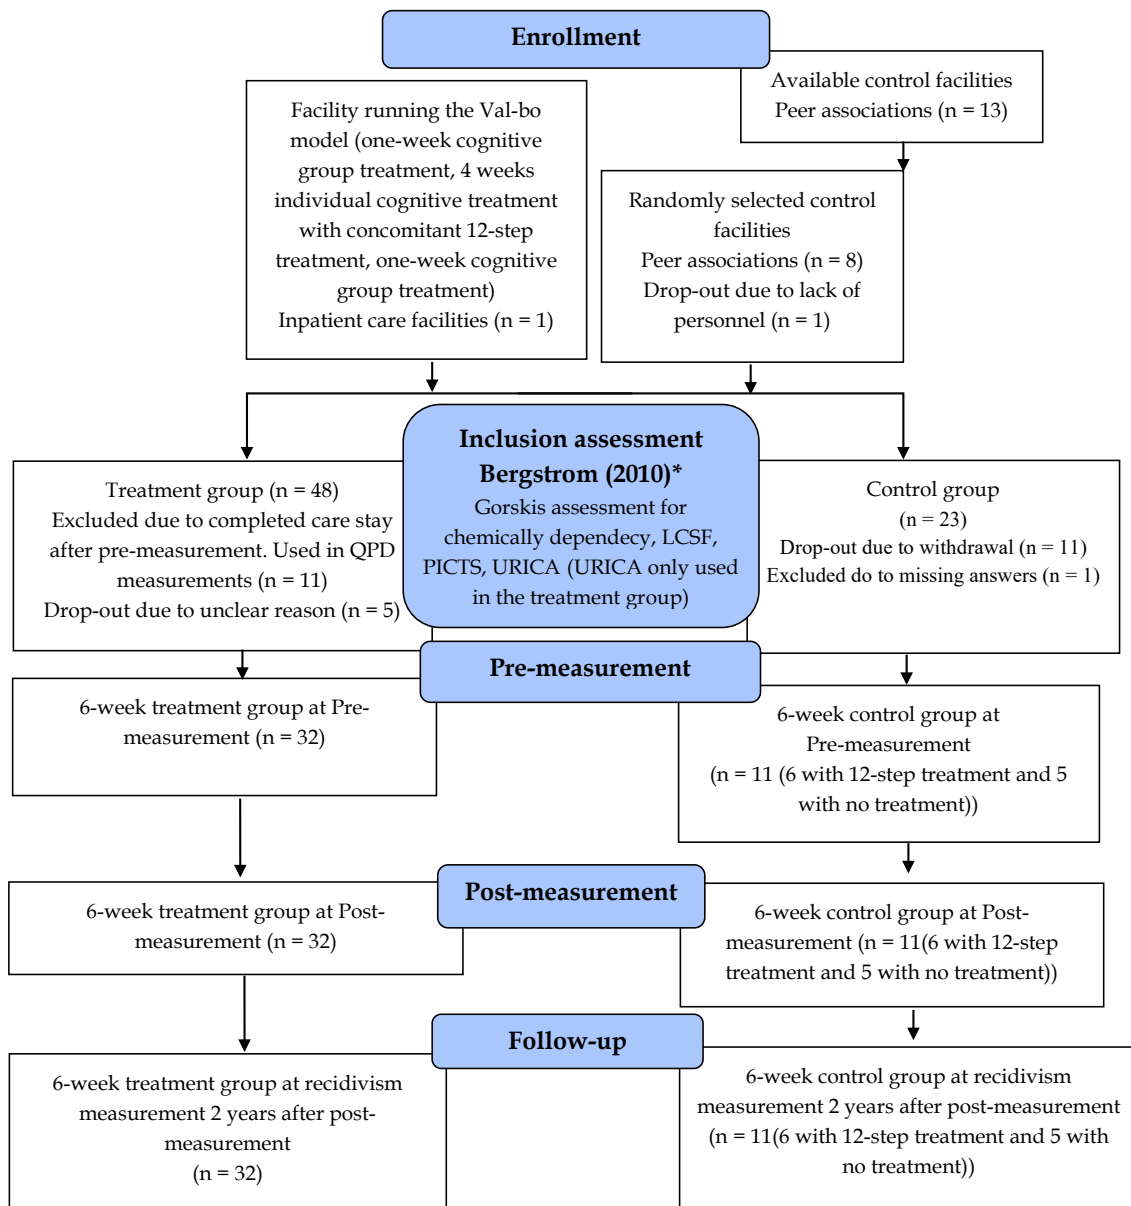 Enrollment
Facility running the Val-bo
model (one-week cognitive
group treatment, 4 weeks
individual cognitive treatment
with concomitant 12-step
treatment, one-week cognitive
group treatment)
Inpatient care facilities (n = 1)
Available control facilities
Peer associations (n = 13)
Randomly selected control
facilities
Peer associations (n = 8)
Drop-out due to lack of
personnel (n = 1)
Inclusion assessment
Bergstrom (2010)*
Gorskis assessment for
chemically dependecy, LCSF,
PICTS, URICA (URICA only used
in the treatment group)
Treatment group (n = 48)
Excluded due to completed care stay
after pre-measurement. Used in QPD
measurements (n = 11)
Drop-out due to unclear reason (n = 5)
Control group
(n = 23)
Drop-out due to withdrawal (n = 11)
Excluded do to missing answers (n = 1)
Pre-measurement
6-week treatment group at Pre-
measurement (n = 32)
6-week control group at
Pre-measurement
(n = 11 (6 with 12-step treatment and 5
with no treatment))
Post-measurement
6-week treatment group at Post-
measurement (n = 32)
6-week control group at Post-
measurement (n = 11(6 with 12-step
treatment and 5 with no treatment))
Follow-up
6-week treatment group at recidivism
measurement 2 years after post-
measurement
(n = 32)
6-week control group at recidivism
measurement 2 years after post-measurement
(n = 11(6 with 12-step treatment and 5 with
no treatment))